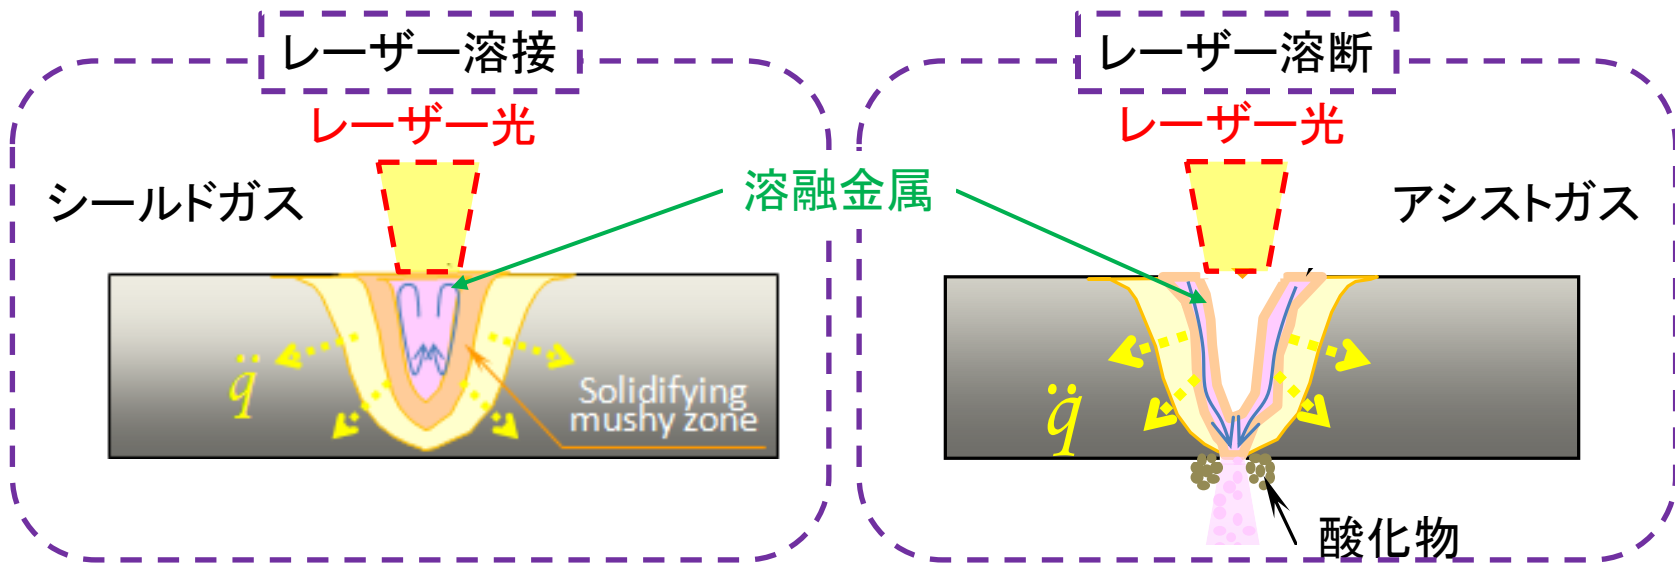 レーザー溶接
レーザー光
シールドガス
q̈
Solidifying
mushy zone
溶融金属
レーザー溶断
レーザー光
アシストガス
q̈
酸化物